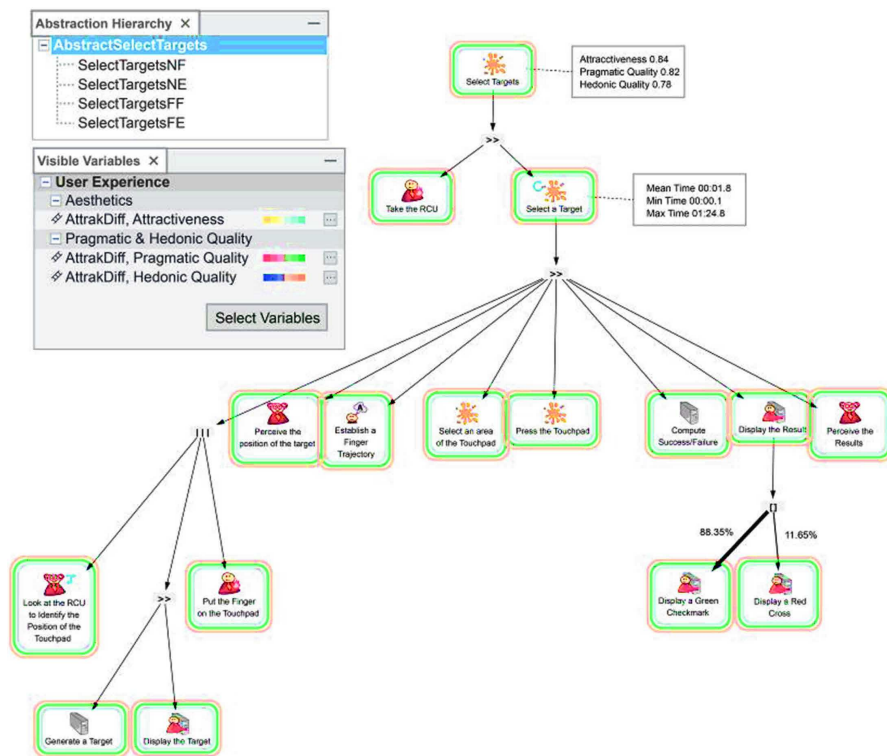 Abstraction Hierarchy ×
AbstractSelectTargets
SelectTargetsNF
SelectTargetsNE
SelectTargetsFF
SelectTargetsFE
Visible Variables ×
User Experience
Aesthetics
AttrakDiff, Attractiveness
Pragmatic & Hedonic Quality
AttrakDiff, Pragmatic Quality
AttrakDiff, Hedonic Quality
Select Variables
Select Targets
Attracctiveness 0.84
Pragmatic Quality 0.82
Hedonic Quality 0.78
>>
Take the RCU
Select a Target
Mean Time 00:01.8
Min Time 00:00.1
Max Time 01:24.8
>>
|||
Perceive the
position of the target
Establish a
Finger
Trajectory
Select an area
of the Touchpad
Press the Touchpad
Compute
Success/Failure
Display the Result
Perceive the
Results
[]
88.35%
11.65%
Look at the RCU
to Identify the
Position of the
Touchpad
>>
Put the Finger
on the Touchpad
Display a Green
Checkmark
Display a Red
Cross
Generate a Target
Display the Target